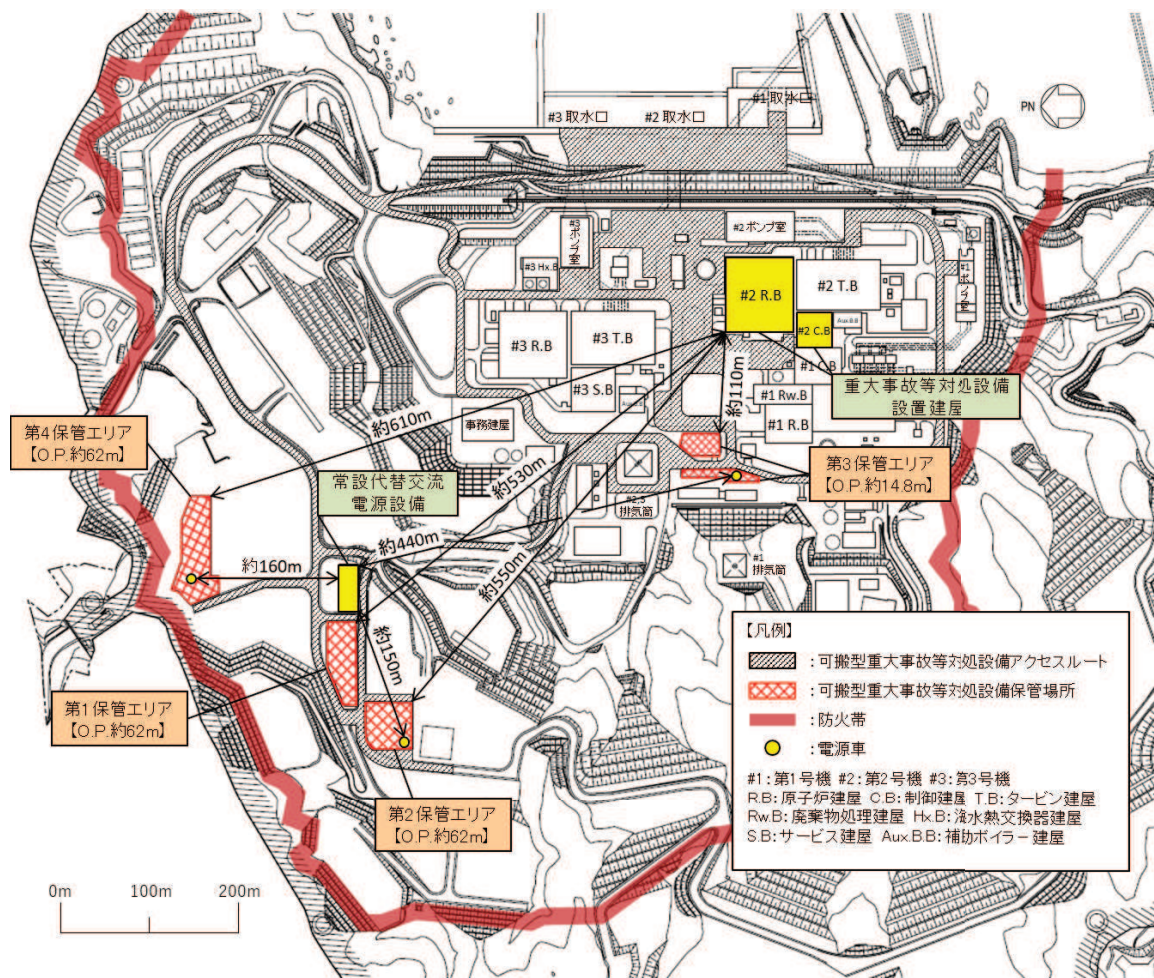 #1 取水口
#3 取水口
#2 取水口
PN
#3 ポンプ室
#2 ポンプ室
#3 Hx.B
#1 ポンプ室
#2 R.B
#2 T.B
#2 C.B
Aux.B.B
#3 R.B
#3 T.B
#1 C.B
#3 S.B
#1 Rw.B
#1 R.B
事務建屋
重大事故等対処設備
設置建屋
約110m
約610m
約530m
約440m
約550m
約160m
約150m
第4保管エリア
【O.P.約62m】
常設代替交流
電源設備
第3保管エリア
【O.P.約14.8m】
#2,3
排気筒
#1
排気筒
第1保管エリア
【O.P.約62m】
第2保管エリア
【O.P.約62m】
【凡例】
:可搬型重大事故等対処設備アクセスルート
:可搬型重大事故等対処設備保管場所
:防火帯
:電源車
#1:第1号機 #2:第2号機 #3:第3号機
R.B:原子炉建屋 C.B:制御建屋 T.B:タービン建屋
Rw.B:廃棄物処理建屋 Hx.B:海水熱交換器建屋
S.B:サービス建屋 Aux.B.B:補助ボイラー建屋
0m 100m 200m